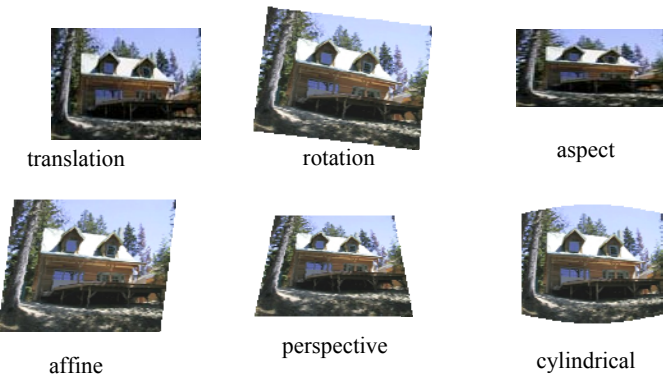 translation
rotation
aspect
affine
perspective
cylindrical